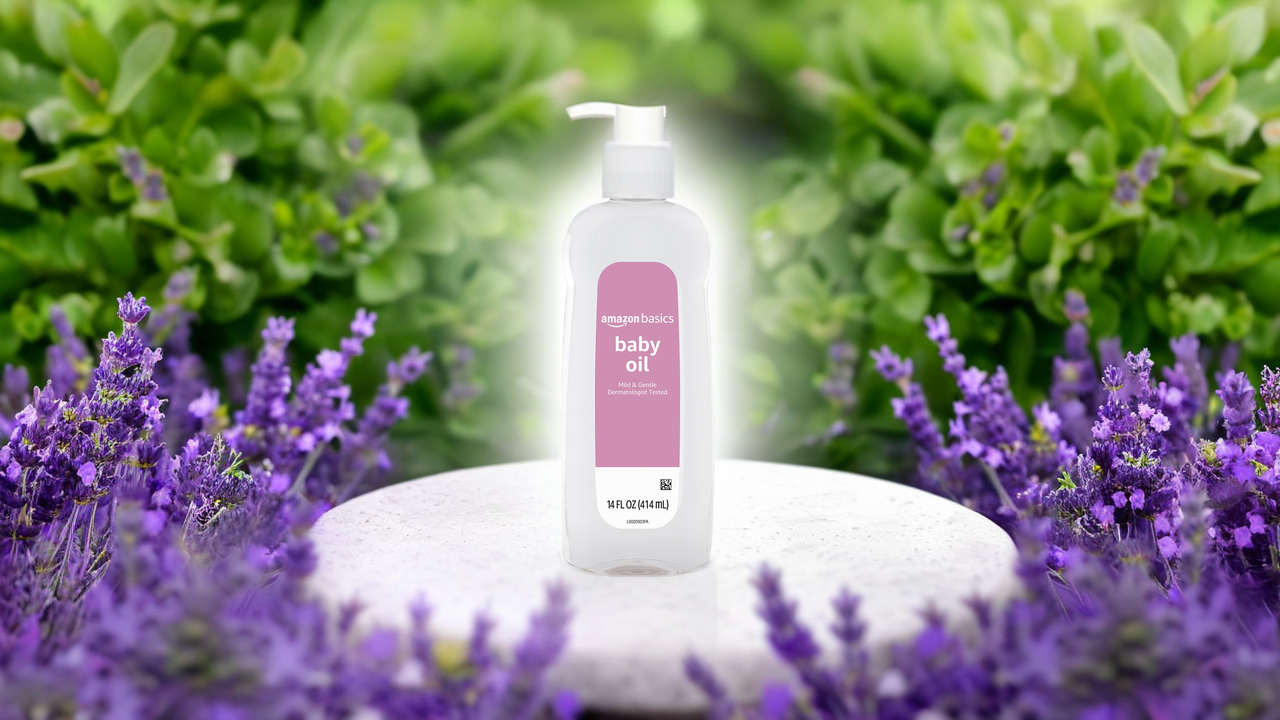 amazon basics
baby
oil
Mild & Gentle
Dermatologist Tested
14 FL OZ (414 mL)